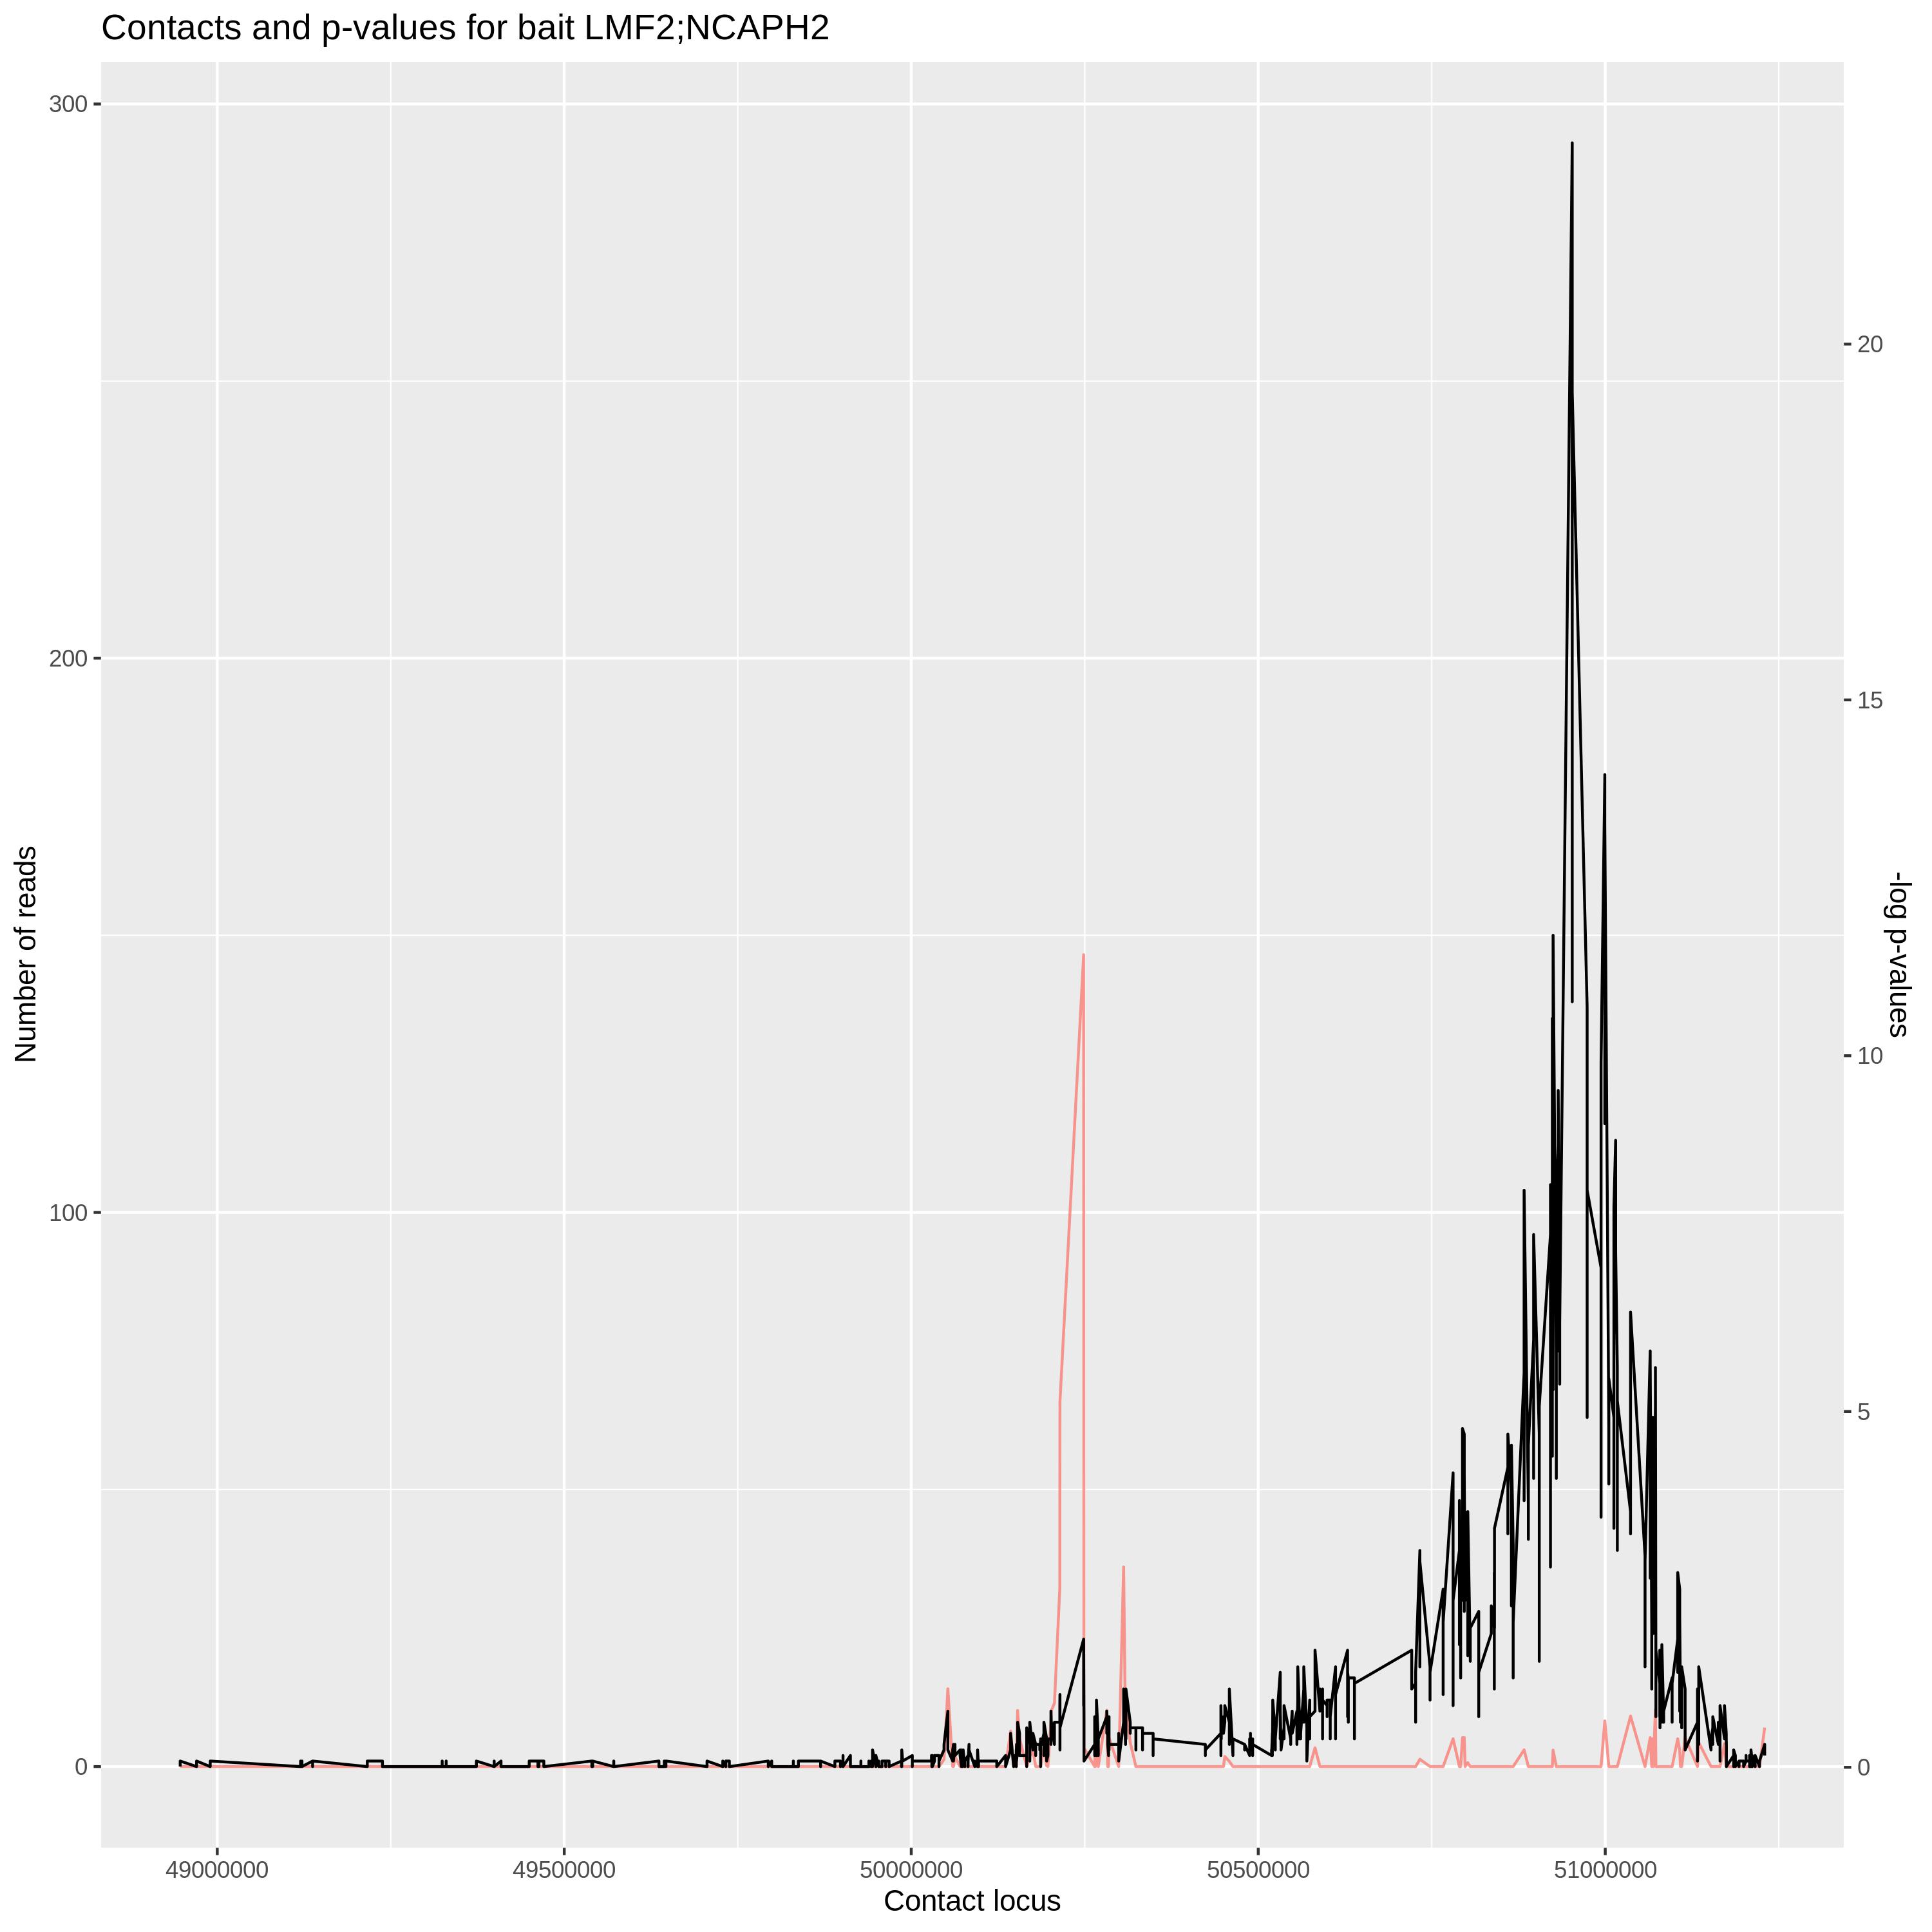 Contacts and p-values for bait LMF2;NCAPH2
300
200
100
0
Number of reads
20
15
10
5
0
-log p-values
49000000 49500000 50000000 50500000 51000000
Contact locus